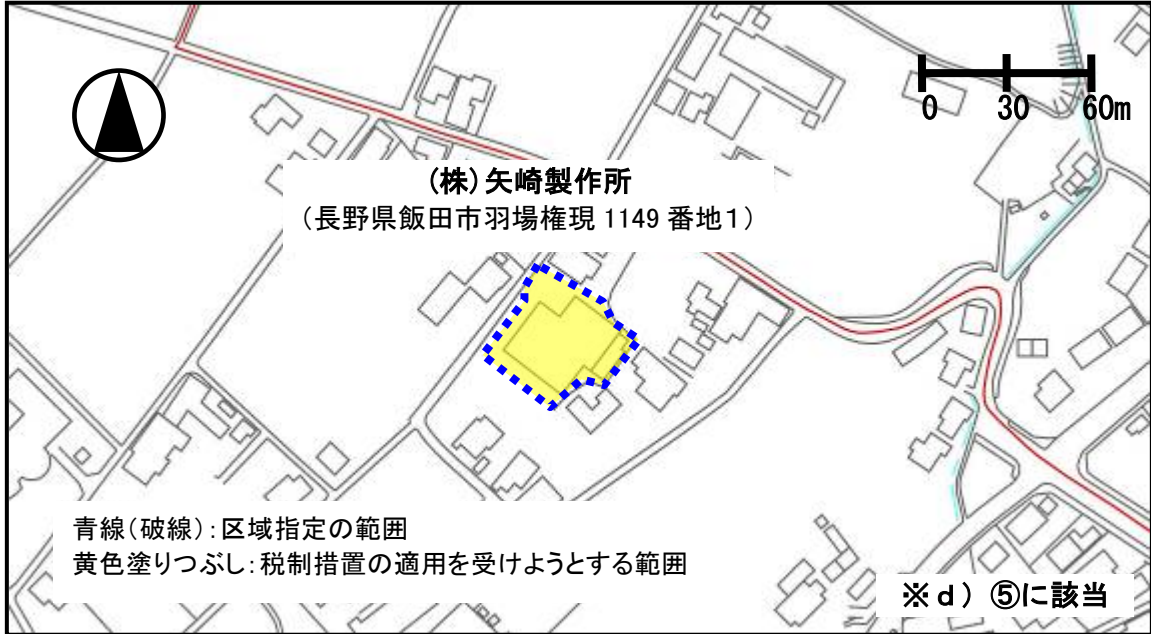 0 30 60m
(株)矢崎製作所
(長野県飯田市羽場権現 1149 番地1)
青線(破線):区域指定の範囲
黄色塗りつぶし:税制措置の適用を受けようとする範囲
※d) ⑤に該当